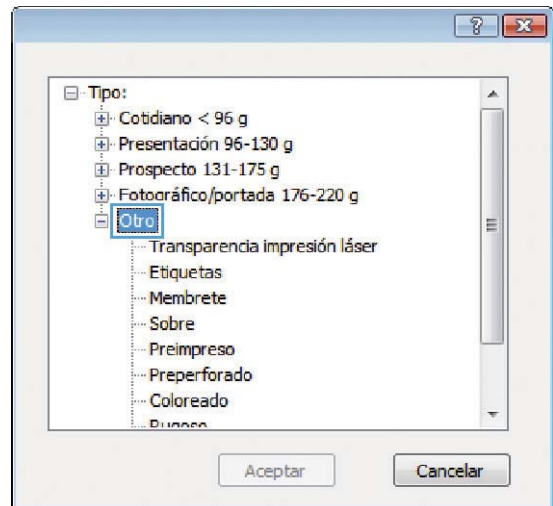 Tipo:
Cotidiano < 96 g
Presentación 96-130 g
Prospecto 131-175 g
Fotográfico/portada 176-220 g
Otro
Transparencia impresión láser
Etiquetas
Membrete
Sobre
Preimpreso
Preperforado
Coloreado
Rugoso
Aceptar
Cancelar